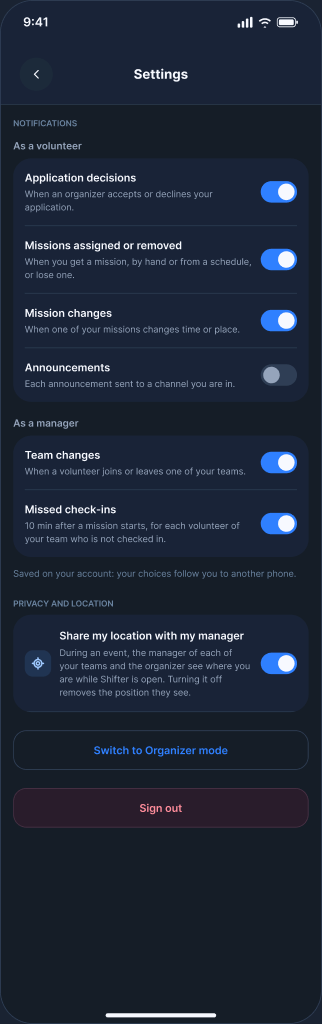 9:41
Settings
NOTIFICATIONS
As a volunteer
Application decisions
When an organizer accepts or declines your
application.
Missions assigned or removed
When you get a mission, by hand or from a schedule,
or lose one.
Mission changes
When one of your missions changes time or place.
Announcements
Each announcement sent to a channel you are in.
As a manager
Team changes
When a volunteer joins or leaves one of your teams.
Missed check-ins
10 min after a mission starts, for each volunteer of
your team who is not checked in.
Saved on your account: your choices follow you to another phone.
PRIVACY AND LOCATION
Share my location with my manager
During an event, the manager of each of
your teams and the organizer see where you
are while Shifter is open. Turning it off
removes the position they see.
Switch to Organizer mode
Sign out